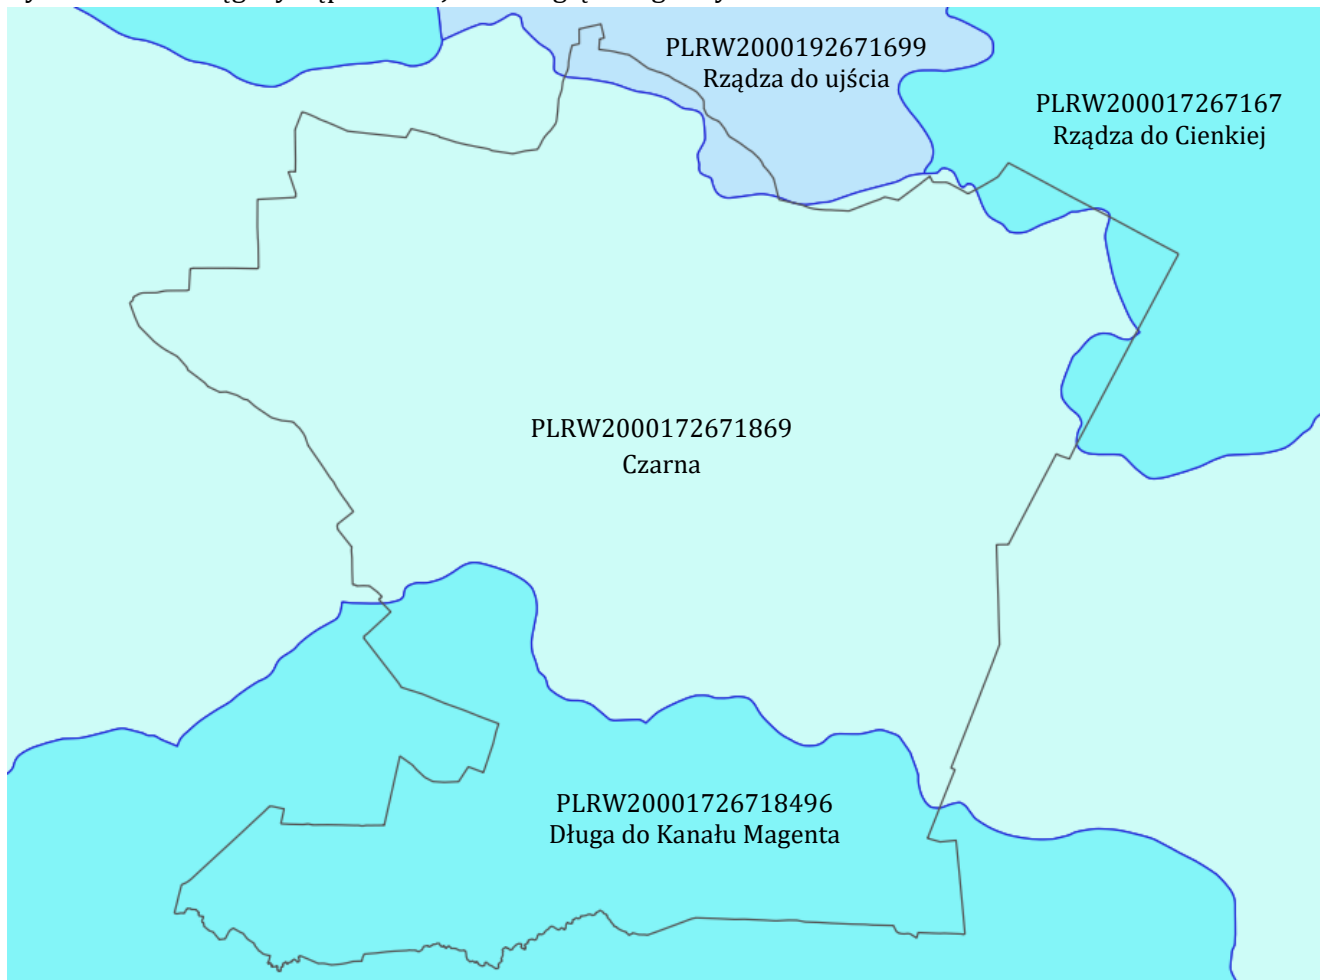 PLRW2000192671699
Rządza do ujścia
PLRW200017267167
Rządza do Cienkiej
PLRW2000172671869
Czarna
PLRW20001726718496
Długa do Kanału Magenta